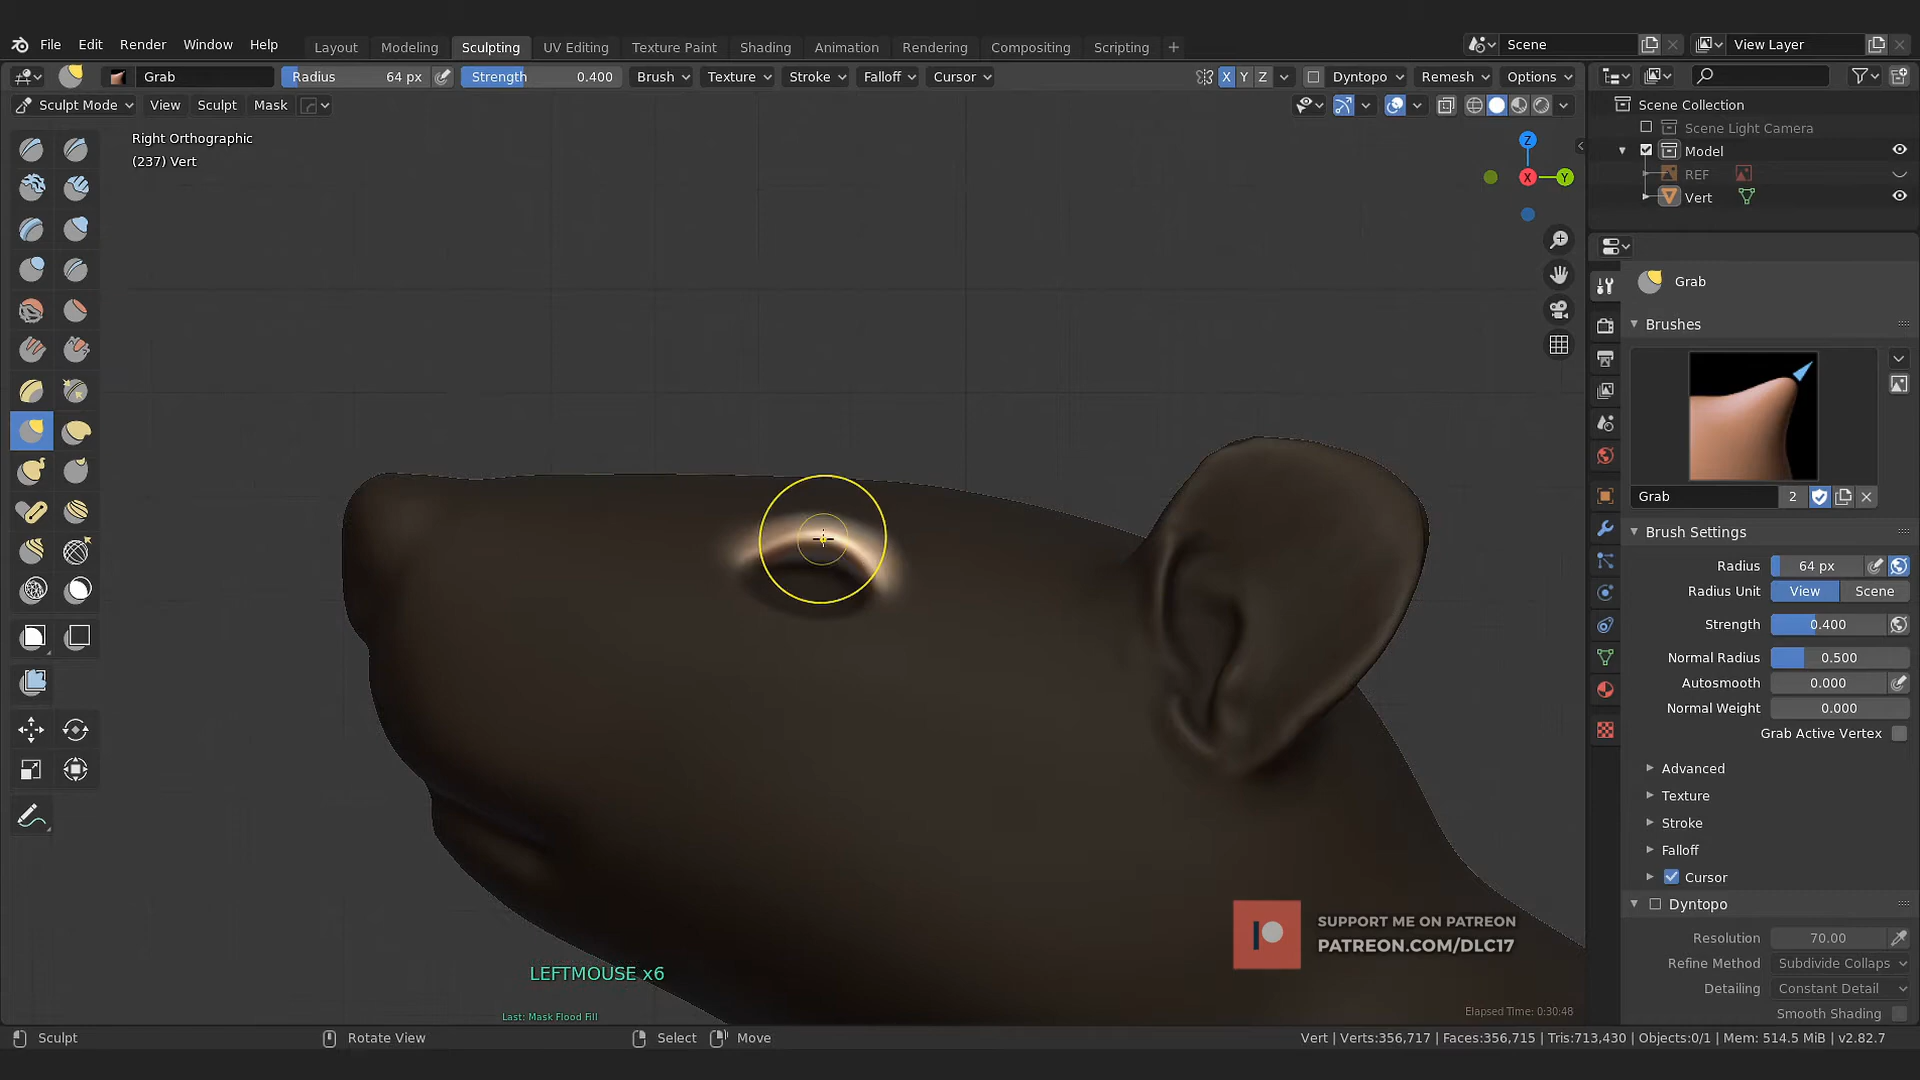 File Edit Render Window Help Layout Modeling Sculpting UV Editing Texture Paint Shading Animation Rendering Compositing Scripting + Scene View Layer
Grab Radius 64 px Strength 0.400 Brush Texture Stroke Falloff Cursor X Y Z Dyntopo Remesh Options
Sculpt Mode View Sculpt Mask
Right Orthographic
(237) Vert
Z
X
Y
Scene Collection
Scene Light Camera
Model
REF
Vert
Grab
Brushes
Grab 2
Brush Settings
Radius 64 px
Radius Unit View Scene
Strength 0.400
Normal Radius 0.500
Autosmooth 0.000
Normal Weight 0.000
Grab Active Vertex
Advanced
Texture
Stroke
Falloff
Cursor
Dyntopo
Resolution 70.00
Refine Method Subdivide Collaps
Detailing Constant Detail
Smooth Shading
SUPPORT ME ON PATREON
PATREON.COM/DLC17
LEFTMOUSE x6
Last: Mask Flood Fill
Elapsed Time: 0:30:48
Sculpt Rotate View Select Move Vert | Verts:356,717 | Faces:356,715 | Tris:713,430 | Objects:0/1 | Mem: 514.5 MiB | v2.82.7